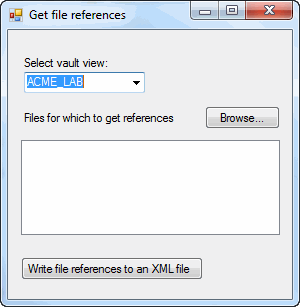 Get file references
Select vault view:
ACME_LAB
Files for which to get references
Browse...
Write file references to an XML file